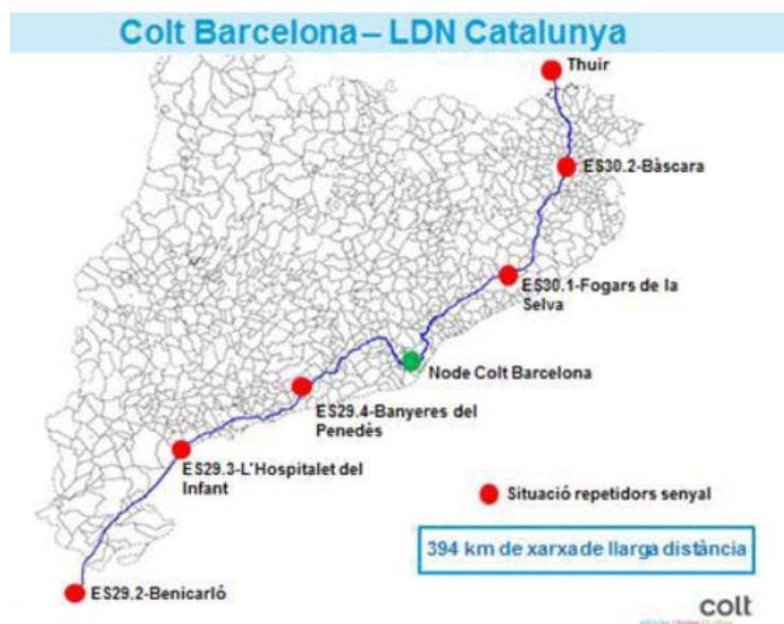 Colt Barcelona – LDN Catalunya
Thuir
ES30.2-Bàscara
ES30.1-Fogars de la
Selva
Node Colt Barcelona
ES29.4-Banyeres del
Penedès
ES29.3-L'Hospitalet del
Infant
Situació repetidors senyal
394 km de xarxa de llarga distància
ES29.2-Benicarló
colt